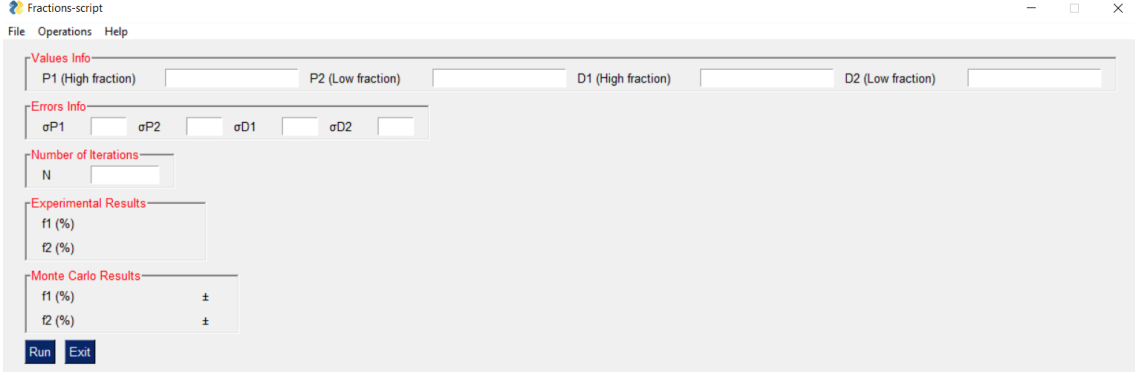 Fractions-script
File Operations Help
Values Info
P1 (High fraction) P2 (Low fraction) D1 (High fraction) D2 (Low fraction)
Errors Info
σP1 σP2 σD1 σD2
Number of Iterations
N
Experimental Results
f1 (%)
f2 (%)
Monte Carlo Results
f1 (%) ±
f2 (%) ±
Run Exit